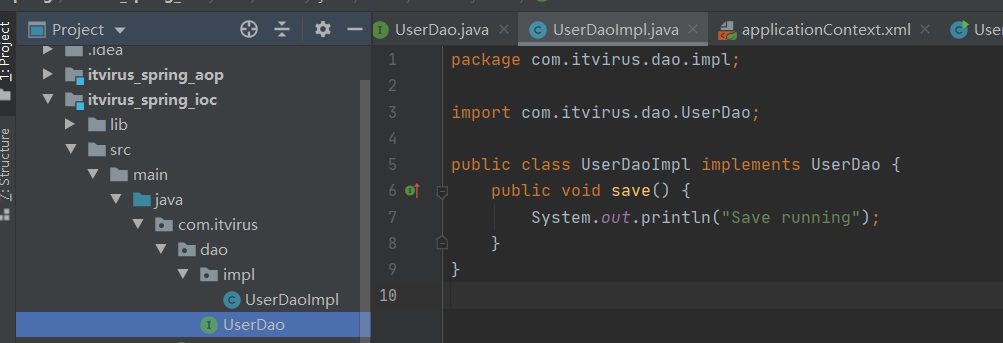 Project
UserDao.java
UserDaoImpl.java
applicationContext.xml
User
1: Project
7: Structure
.idea
itvirus_spring_aop
itvirus_spring_ioc
lib
src
main
java
com.itvirus
dao
impl
UserDaoImpl
UserDao
1 package com.itvirus.dao.impl;
2
3 import com.itvirus.dao.UserDao;
4
5 public class UserDaoImpl implements UserDao {
6 public void save() {
7 System.out.println("Save running");
8 }
9 }
10